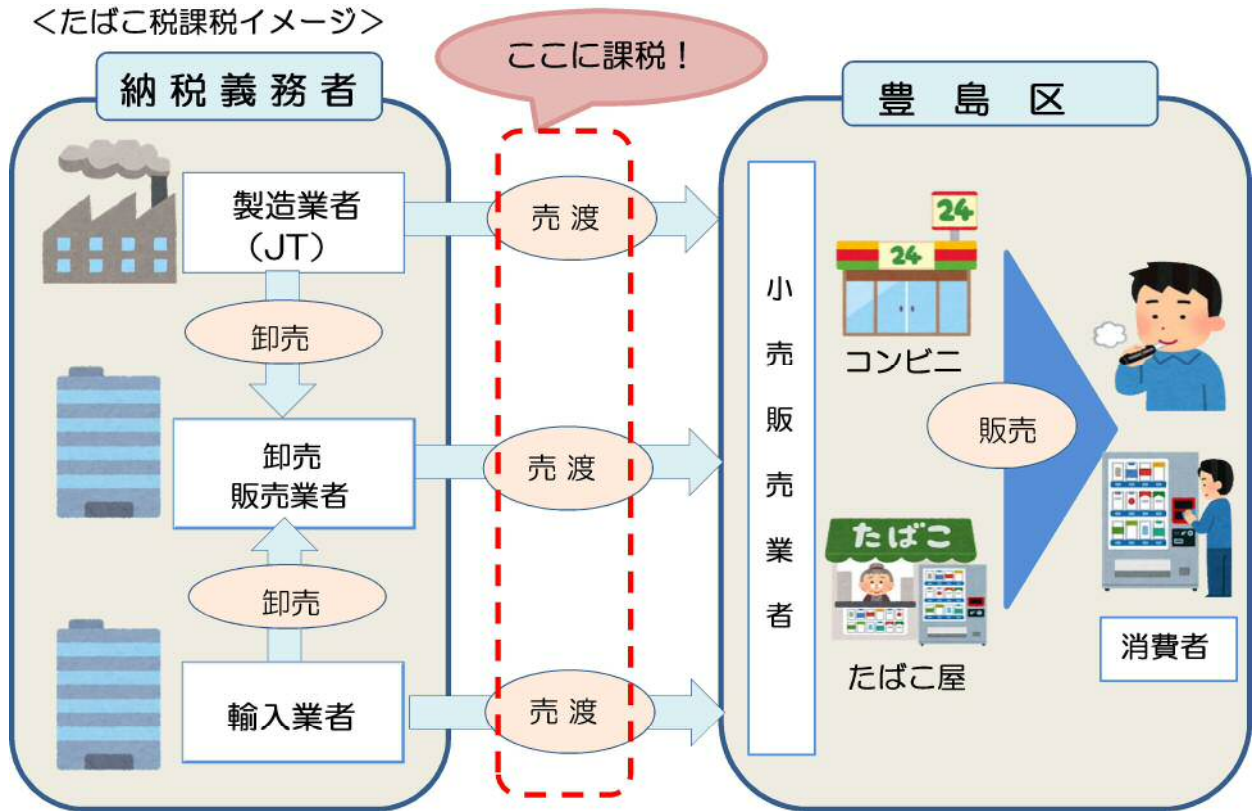 <たばこ税課税イメージ>
ここに課税!
納税義務者
豊島区
製造業者
(JT)
売渡
卸売
卸売
販売業者
売渡
卸売
輸入業者
売渡
小売販売業者
24
24
コンビニ
たばこ
たばこ屋
販売
消費者